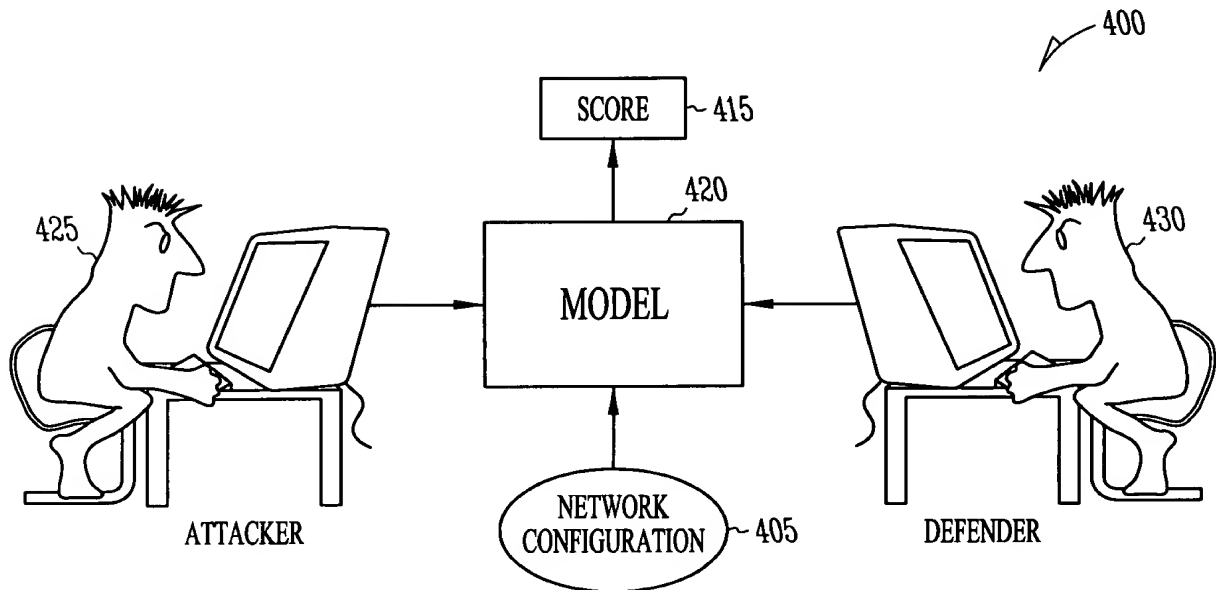 400
SCORE
415
420
425
430
MODEL
NETWORK
CONFIGURATION
405
ATTACKER
DEFENDER